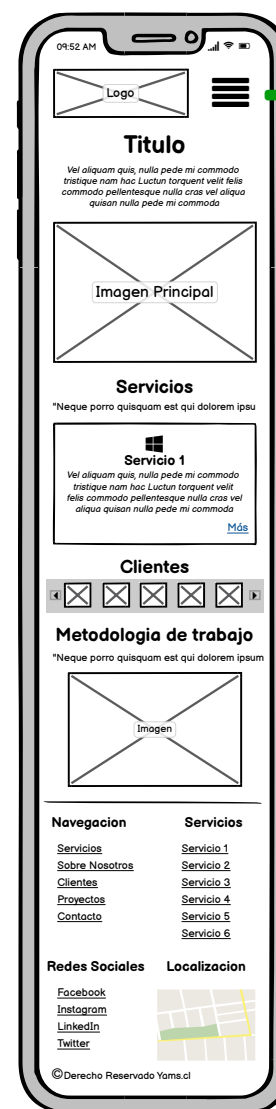 09:52 AM
Logo
Titulo
Vel aliquam quis, nulla pede mi commodo
tristique nam hac Luctun torquent velit felis
commodo pellentesque nulla cras vel aliqua
quisan nulla pede mi commoda
Imagen Principal
Servicios
"Neque porro quisquam est qui dolorem ipsu
Servicio 1
Vel aliquam quis, nulla pede mi commodo
tristique nam hac Luctun torquent velit
felis commodo pellentesque nulla cras vel
aliqua quisan nulla pede mi commoda
Más
Clientes
Metodologia de trabajo
"Neque porro quisquam est qui dolorem ipsum
Imagen
Navegacion
Servicios
Sobre Nosotros
Clientes
Proyectos
Contacto
Servicios
Servicio 1
Servicio 2
Servicio 3
Servicio 4
Servicio 5
Servicio 6
Redes Sociales
Facebook
Instagram
LinkedIn
Twitter
Localizacion
©Derecho Reservado Yams.cl